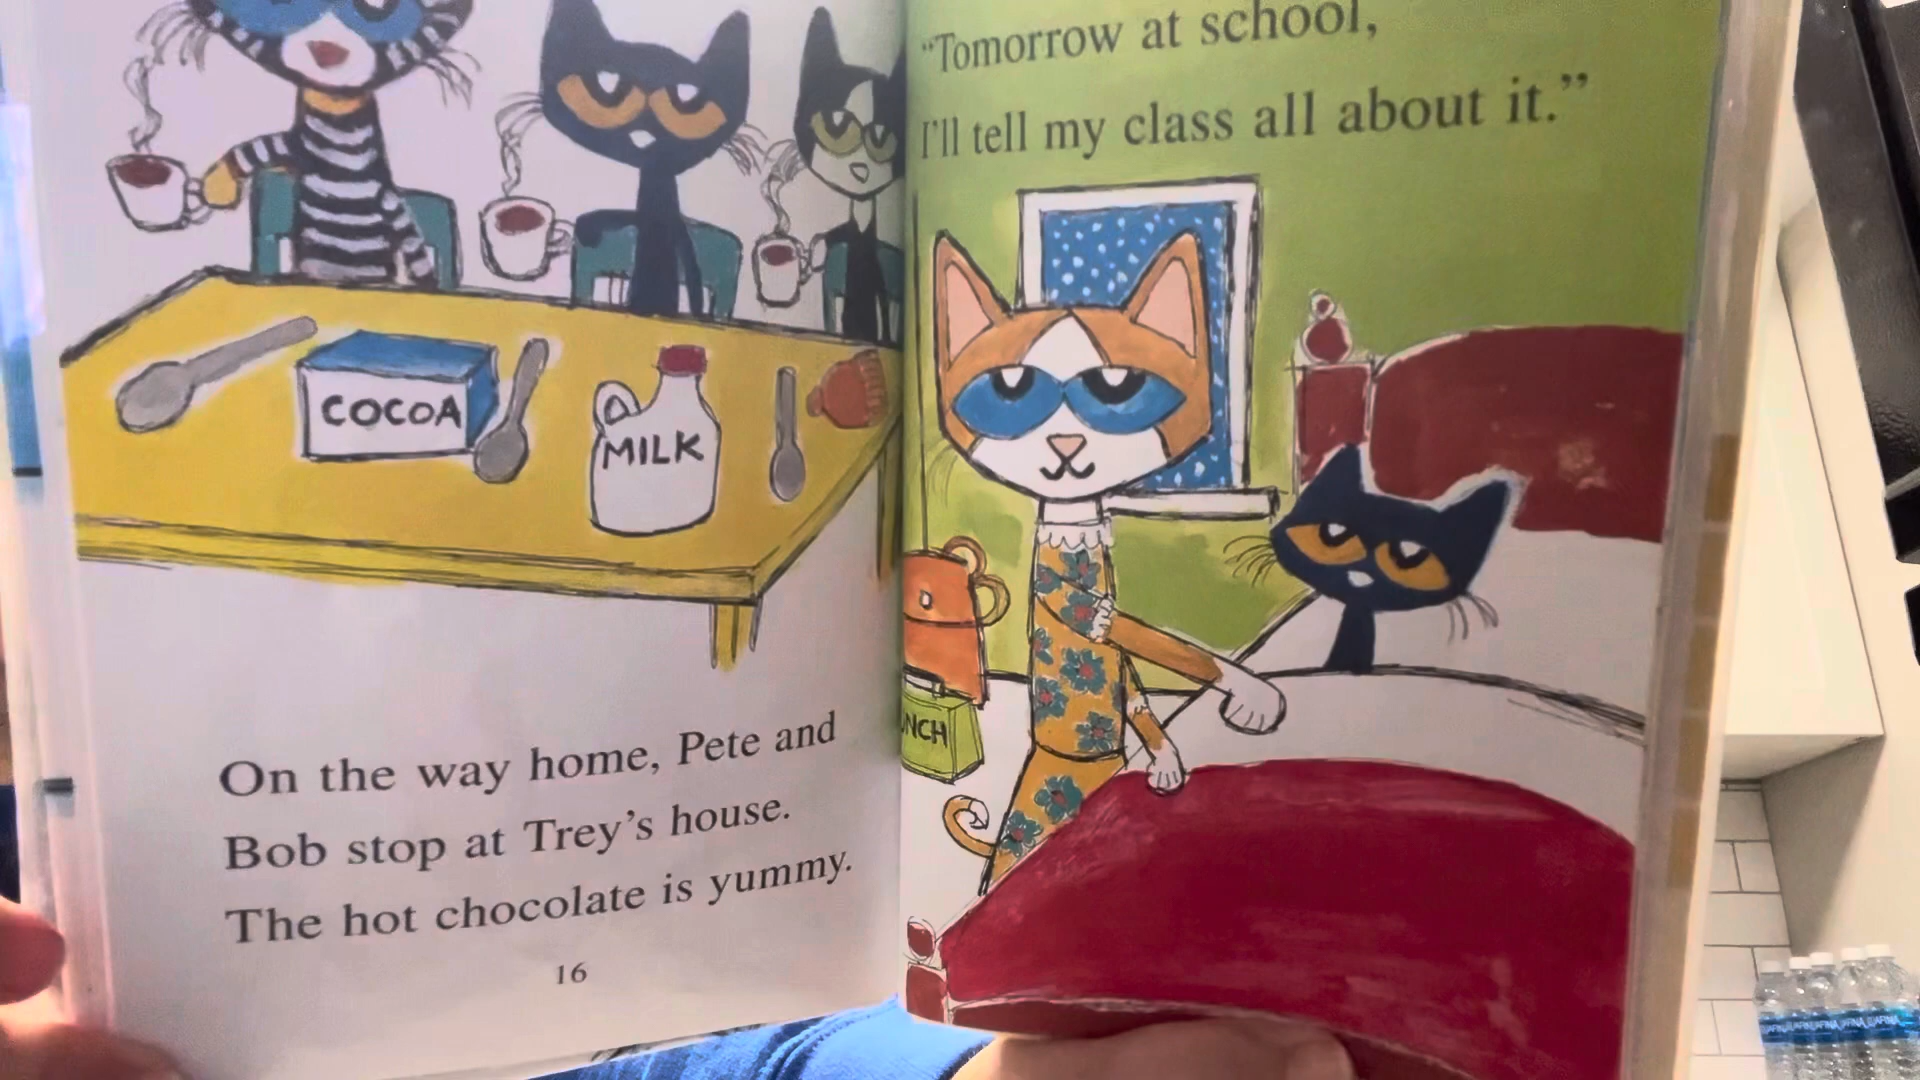 COCOA
MILK
On the way home, Pete and
Bob stop at Trey's house.
The hot chocolate is yummy.
16
"Tomorrow at school,
I'll tell my class all about it."
NCH